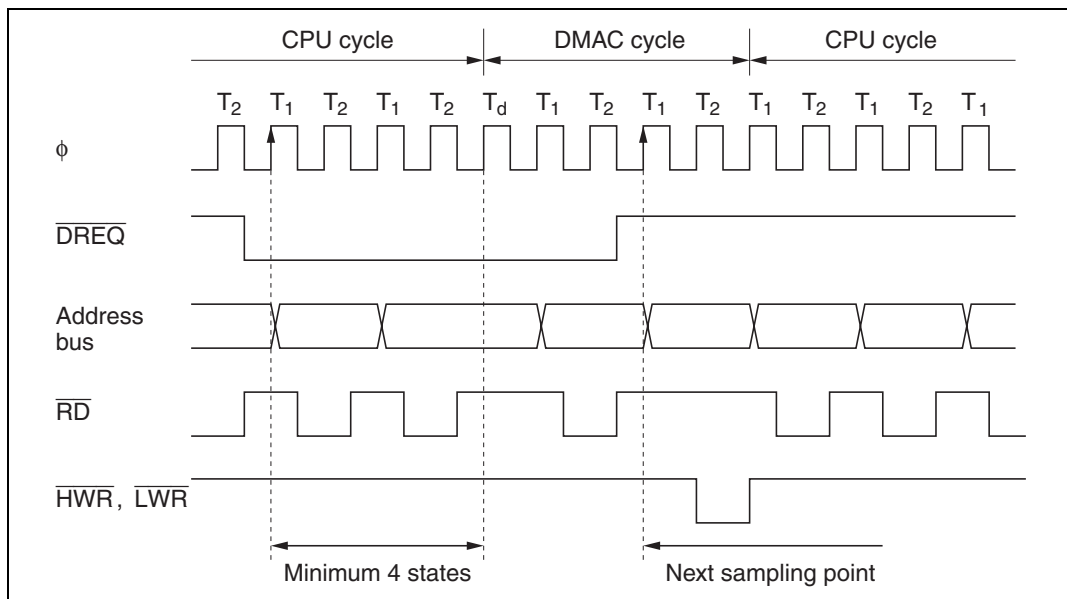 CPU cycle DMAC cycle CPU cycle
T2 T1 T2 T1 T2 Td T1 T2 T1 T2 T1 T2 T1 T2 T1
ϕ
DREQ
Address
bus
RD
HWR, LWR
Minimum 4 states Next sampling point